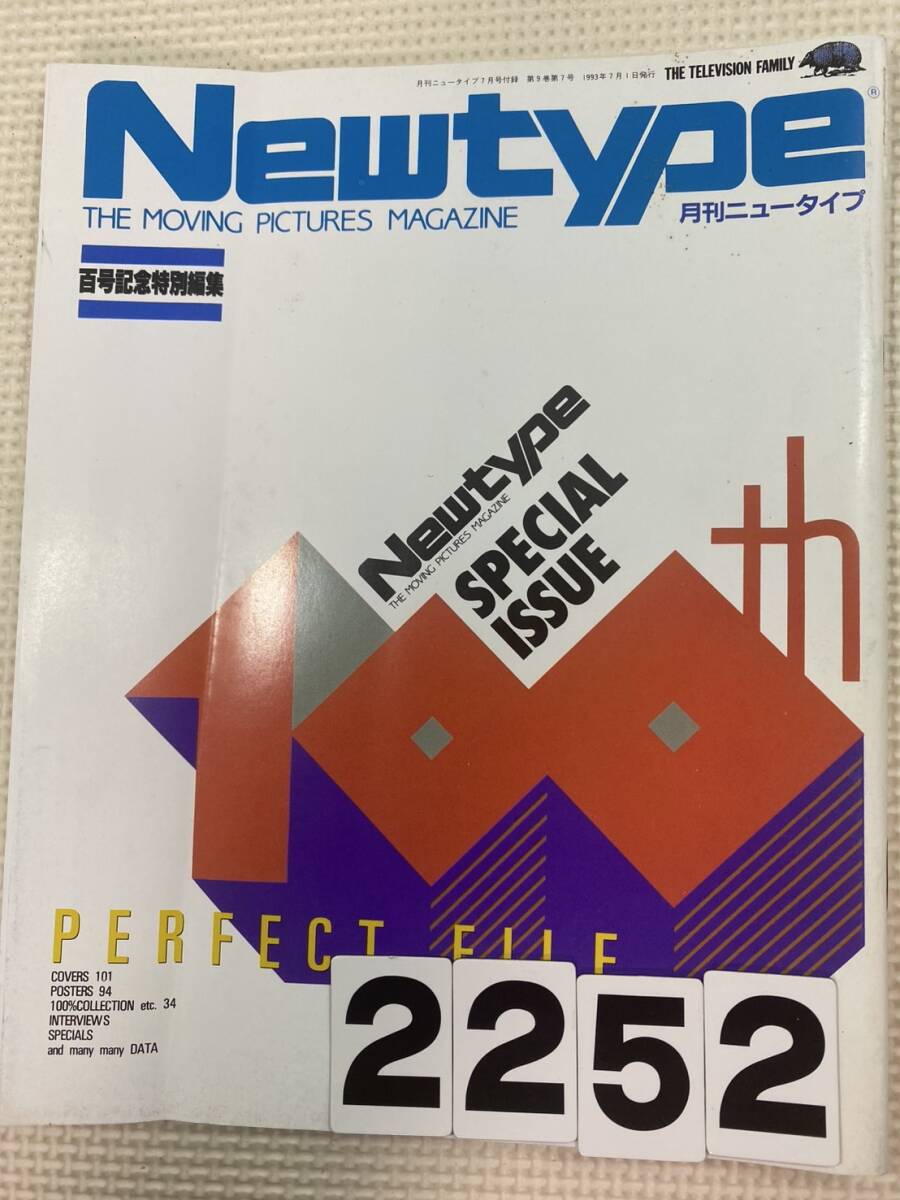 月刊ニュータイプ7月号付録 第9巻第7号 1993年7月1日発行 THE TELEVISION FAMILY
Newtype®
THE MOVING PICTURES MAGAZINE
月刊ニュータイプ
百号記念特別編集
Newtype
THE MOVING PICTURES MAGAZINE
SPECIAL
ISSUE
100th
PERFECT FILE
COVERS 101
POSTERS 94
100%COLLECTION etc. 34
INTERVIEWS
SPECIALS
and many many DATA
2252